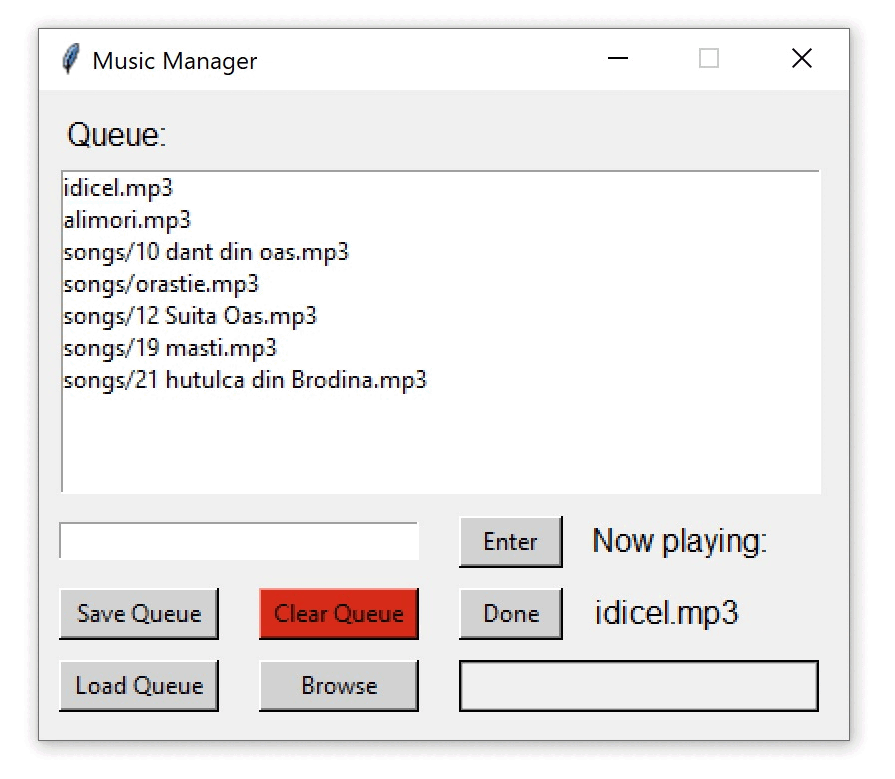 Music Manager
Queue:
idicel.mp3
alimori.mp3
songs/10 dant din oas.mp3
songs/orastie.mp3
songs/12 Suita Oas.mp3
songs/19 masti.mp3
songs/21 hutulca din Brodina.mp3
Enter Now playing:
Save Queue Clear Queue Done idicel.mp3
Load Queue Browse